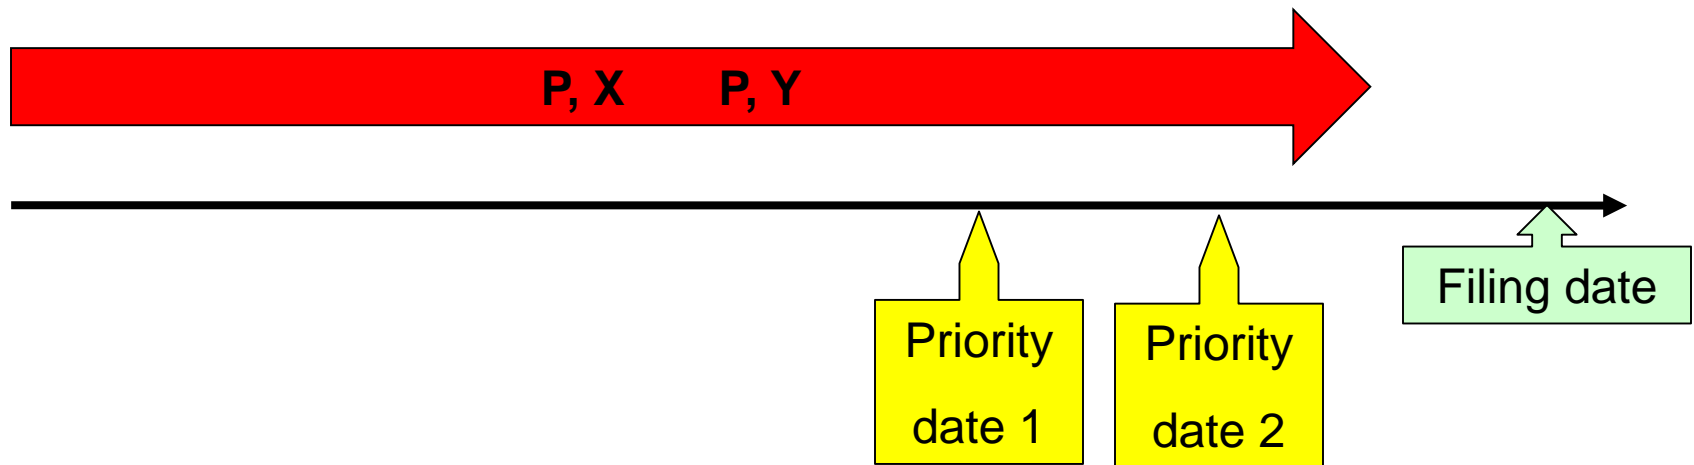 P, X P, Y
Priority
date 1
Priority
date 2
Filing date